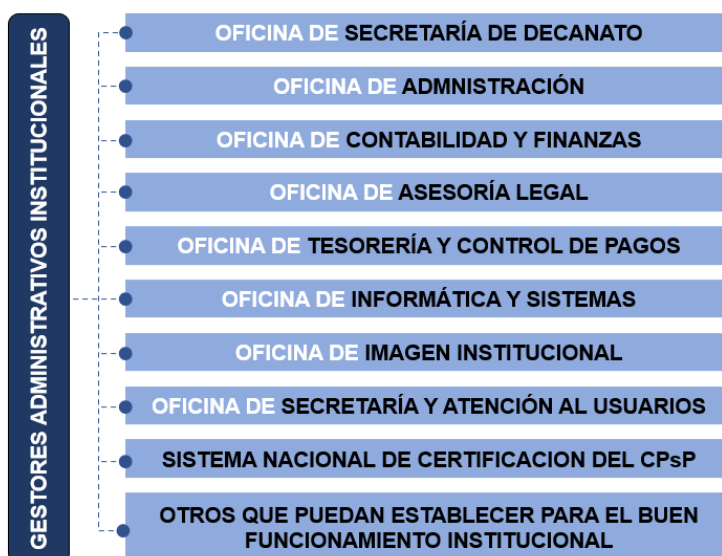 GESTORES ADMINISTRATIVOS INSTITUCIONALES
OFICINA DE SECRETARÍA DE DECANATO
OFICINA DE ADMNISTRACIÓN
OFICINA DE CONTABILIDAD Y FINANZAS
OFICINA DE ASESORÍA LEGAL
OFICINA DE TESORERÍA Y CONTROL DE PAGOS
OFICINA DE INFORMÁTICA Y SISTEMAS
OFICINA DE IMAGEN INSTITUCIONAL
OFICINA DE SECRETARÍA Y ATENCIÓN AL USUARIOS
SISTEMA NACIONAL DE CERTIFICACION DEL CPsP
OTROS QUE PUEDAN ESTABLECER PARA EL BUEN
FUNCIONAMIENTO INSTITUCIONAL